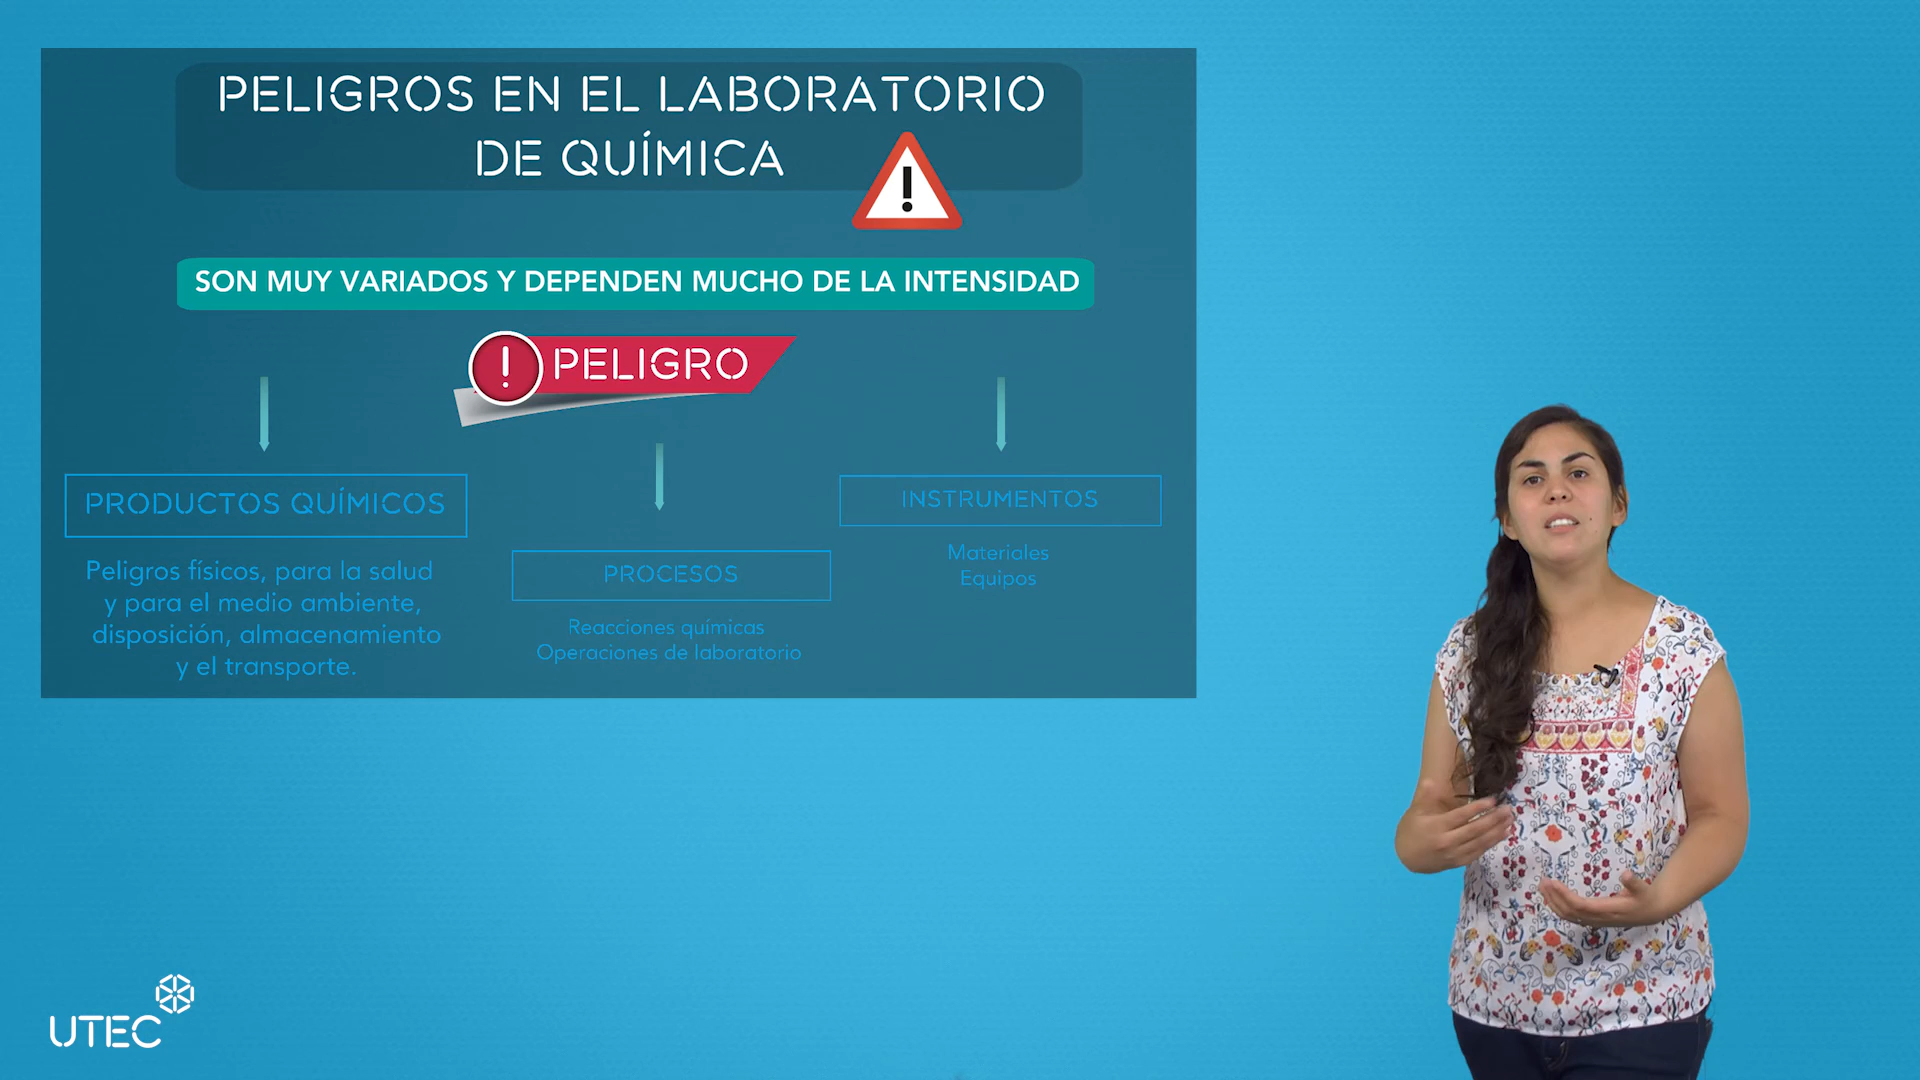 PELIGROS EN EL LABORATORIO
DE QUÍMICA
!
SON MUY VARIADOS Y DEPENDEN MUCHO DE LA INTENSIDAD
! PELIGRO
PRODUCTOS QUÍMICOS
Peligros físicos, para la salud
y para el medio ambiente,
disposición, almacenamiento
y el transporte.
PROCESOS
Reacciones químicas
Operaciones de laboratorio
INSTRUMENTOS
Materiales
Equipos
UTEC